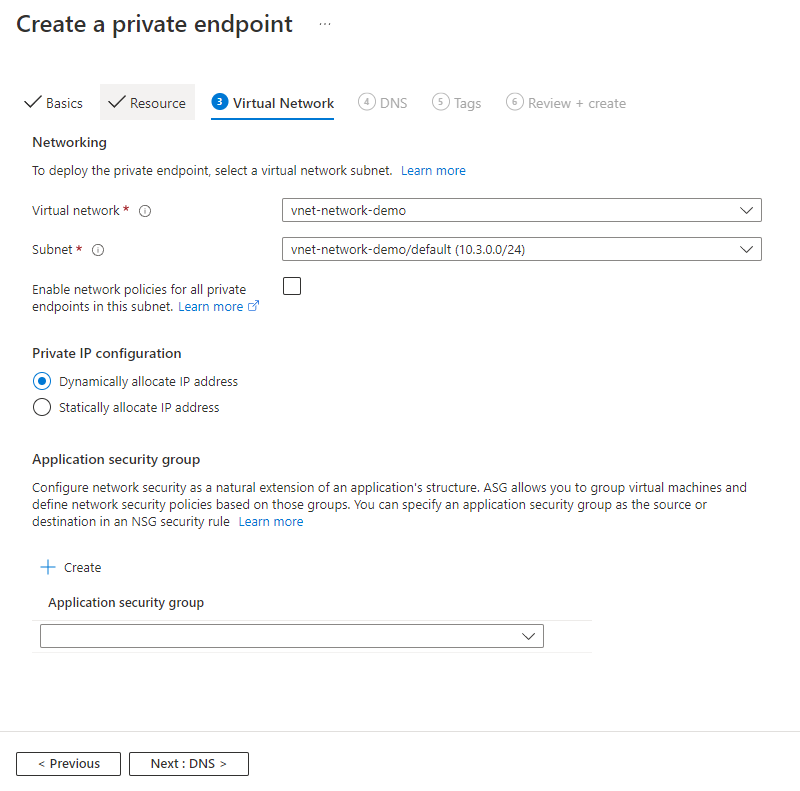 Create a private endpoint ...
Basics Resource 3 Virtual Network 4 DNS 5 Tags 6 Review + create
Networking
To deploy the private endpoint, select a virtual network subnet. Learn more
Virtual network * vnet-network-demo
Subnet * vnet-network-demo/default (10.3.0.0/24)
Enable network policies for all private
endpoints in this subnet. Learn more
Private IP configuration
Dynamically allocate IP address
Statically allocate IP address
Application security group
Configure network security as a natural extension of an application's structure. ASG allows you to group virtual machines and
define network security policies based on those groups. You can specify an application security group as the source or
destination in an NSG security rule Learn more
+ Create
Application security group
< Previous Next : DNS >